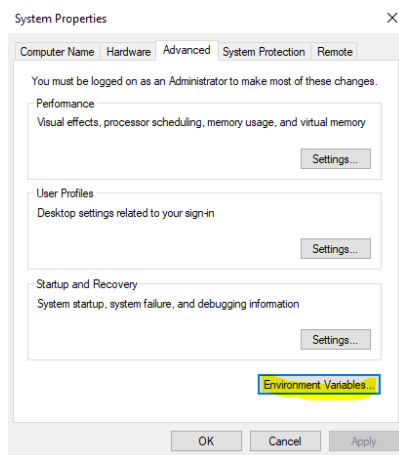 System Properties
Computer Name Hardware Advanced System Protection Remote
You must be logged on as an Administrator to make most of these changes.
Performance
Visual effects, processor scheduling, memory usage, and virtual memory
Settings...
User Profiles
Desktop settings related to your sign-in
Settings...
Startup and Recovery
System startup, system failure, and debugging information
Settings...
Environment Variables...
OK Cancel Apply